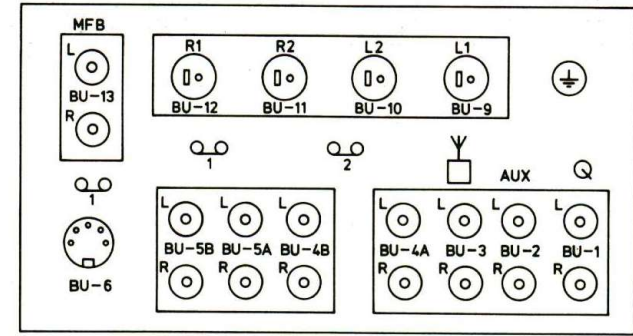 MFB
L
BU-13
R
R1 R2 L2 L1
BU-12 BU-11 BU-10 BU-9
1 2
1
BU-6
L L L
BU-5B BU-5A BU-4B
R R R
AUX
L L L L
BU-4A BU-3 BU-2 BU-1
R R R R